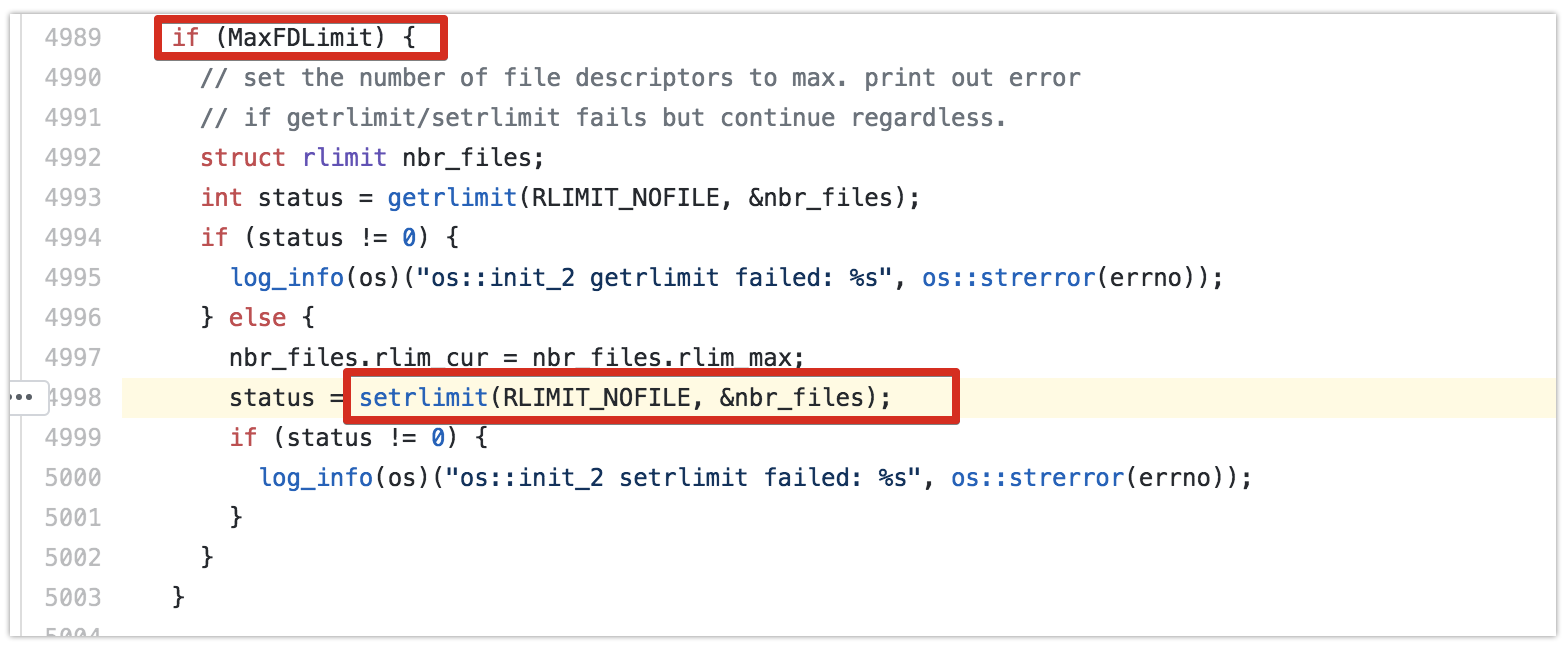 4989 if (MaxFDLimit) {
4990 // set the number of file descriptors to max. print out error
4991 // if getrlimit/setrlimit fails but continue regardless.
4992 struct rlimit nbr_files;
4993 int status = getrlimit(RLIMIT_NOFILE, &nbr_files);
4994 if (status != 0) {
4995 log_info(os)("os::init_2 getrlimit failed: %s", os::strerror(errno));
4996 } else {
4997 nbr_files.rlim_cur = nbr_files.rlim_max;
4998 status = setrlimit(RLIMIT_NOFILE, &nbr_files);
4999 if (status != 0) {
5000 log_info(os)("os::init_2 setrlimit failed: %s", os::strerror(errno));
5001 }
5002 }
5003 }
5004